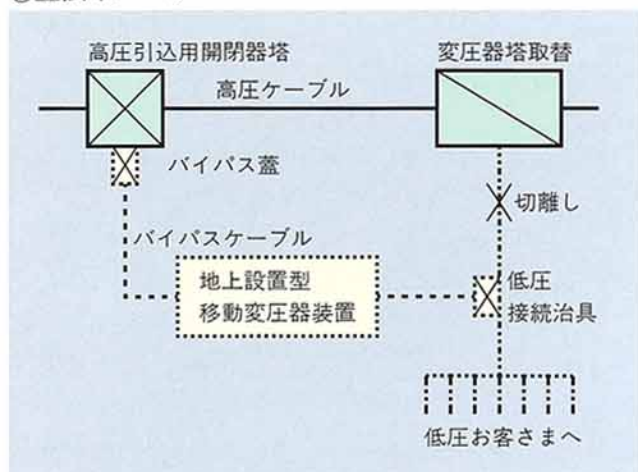 高圧引込用開閉器塔
変圧器塔取替
高圧ケーブル
バイパス蓋
切離し
バイパスケーブル
地上設置型
移動変圧器装置
低圧
接続治具
低圧お客さまへ